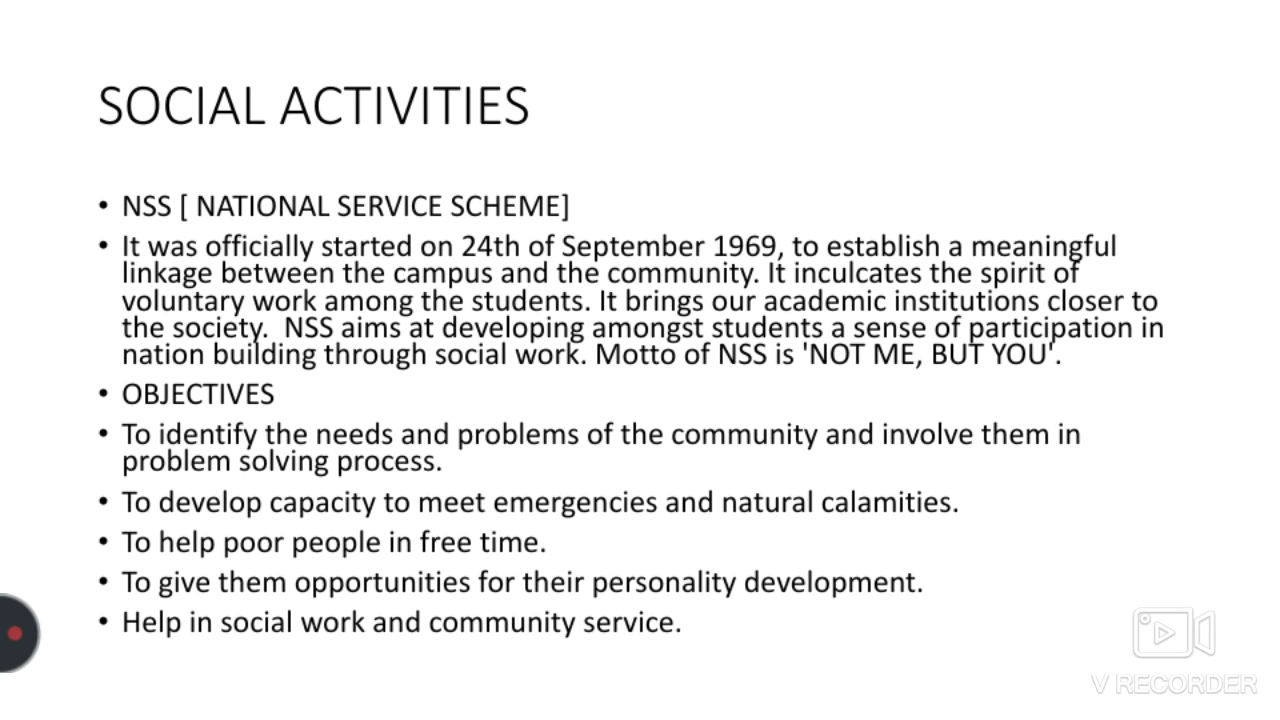 SOCIAL ACTIVITIES
• NSS [ NATIONAL SERVICE SCHEME]
• It was officially started on 24th of September 1969, to establish a meaningful
linkage between the campus and the community. It inculcates the spirit of
voluntary work among the students. It brings our academic institutions closer to
the society.  NSS aims at developing amongst students a sense of participation in
nation building through social work. Motto of NSS is 'NOT ME, BUT YOU'.
• OBJECTIVES
• To identify the needs and problems of the community and involve them in
problem solving process.
• To develop capacity to meet emergencies and natural calamities.
• To help poor people in free time.
• To give them opportunities for their personality development.
• Help in social work and community service.
V RECORDER